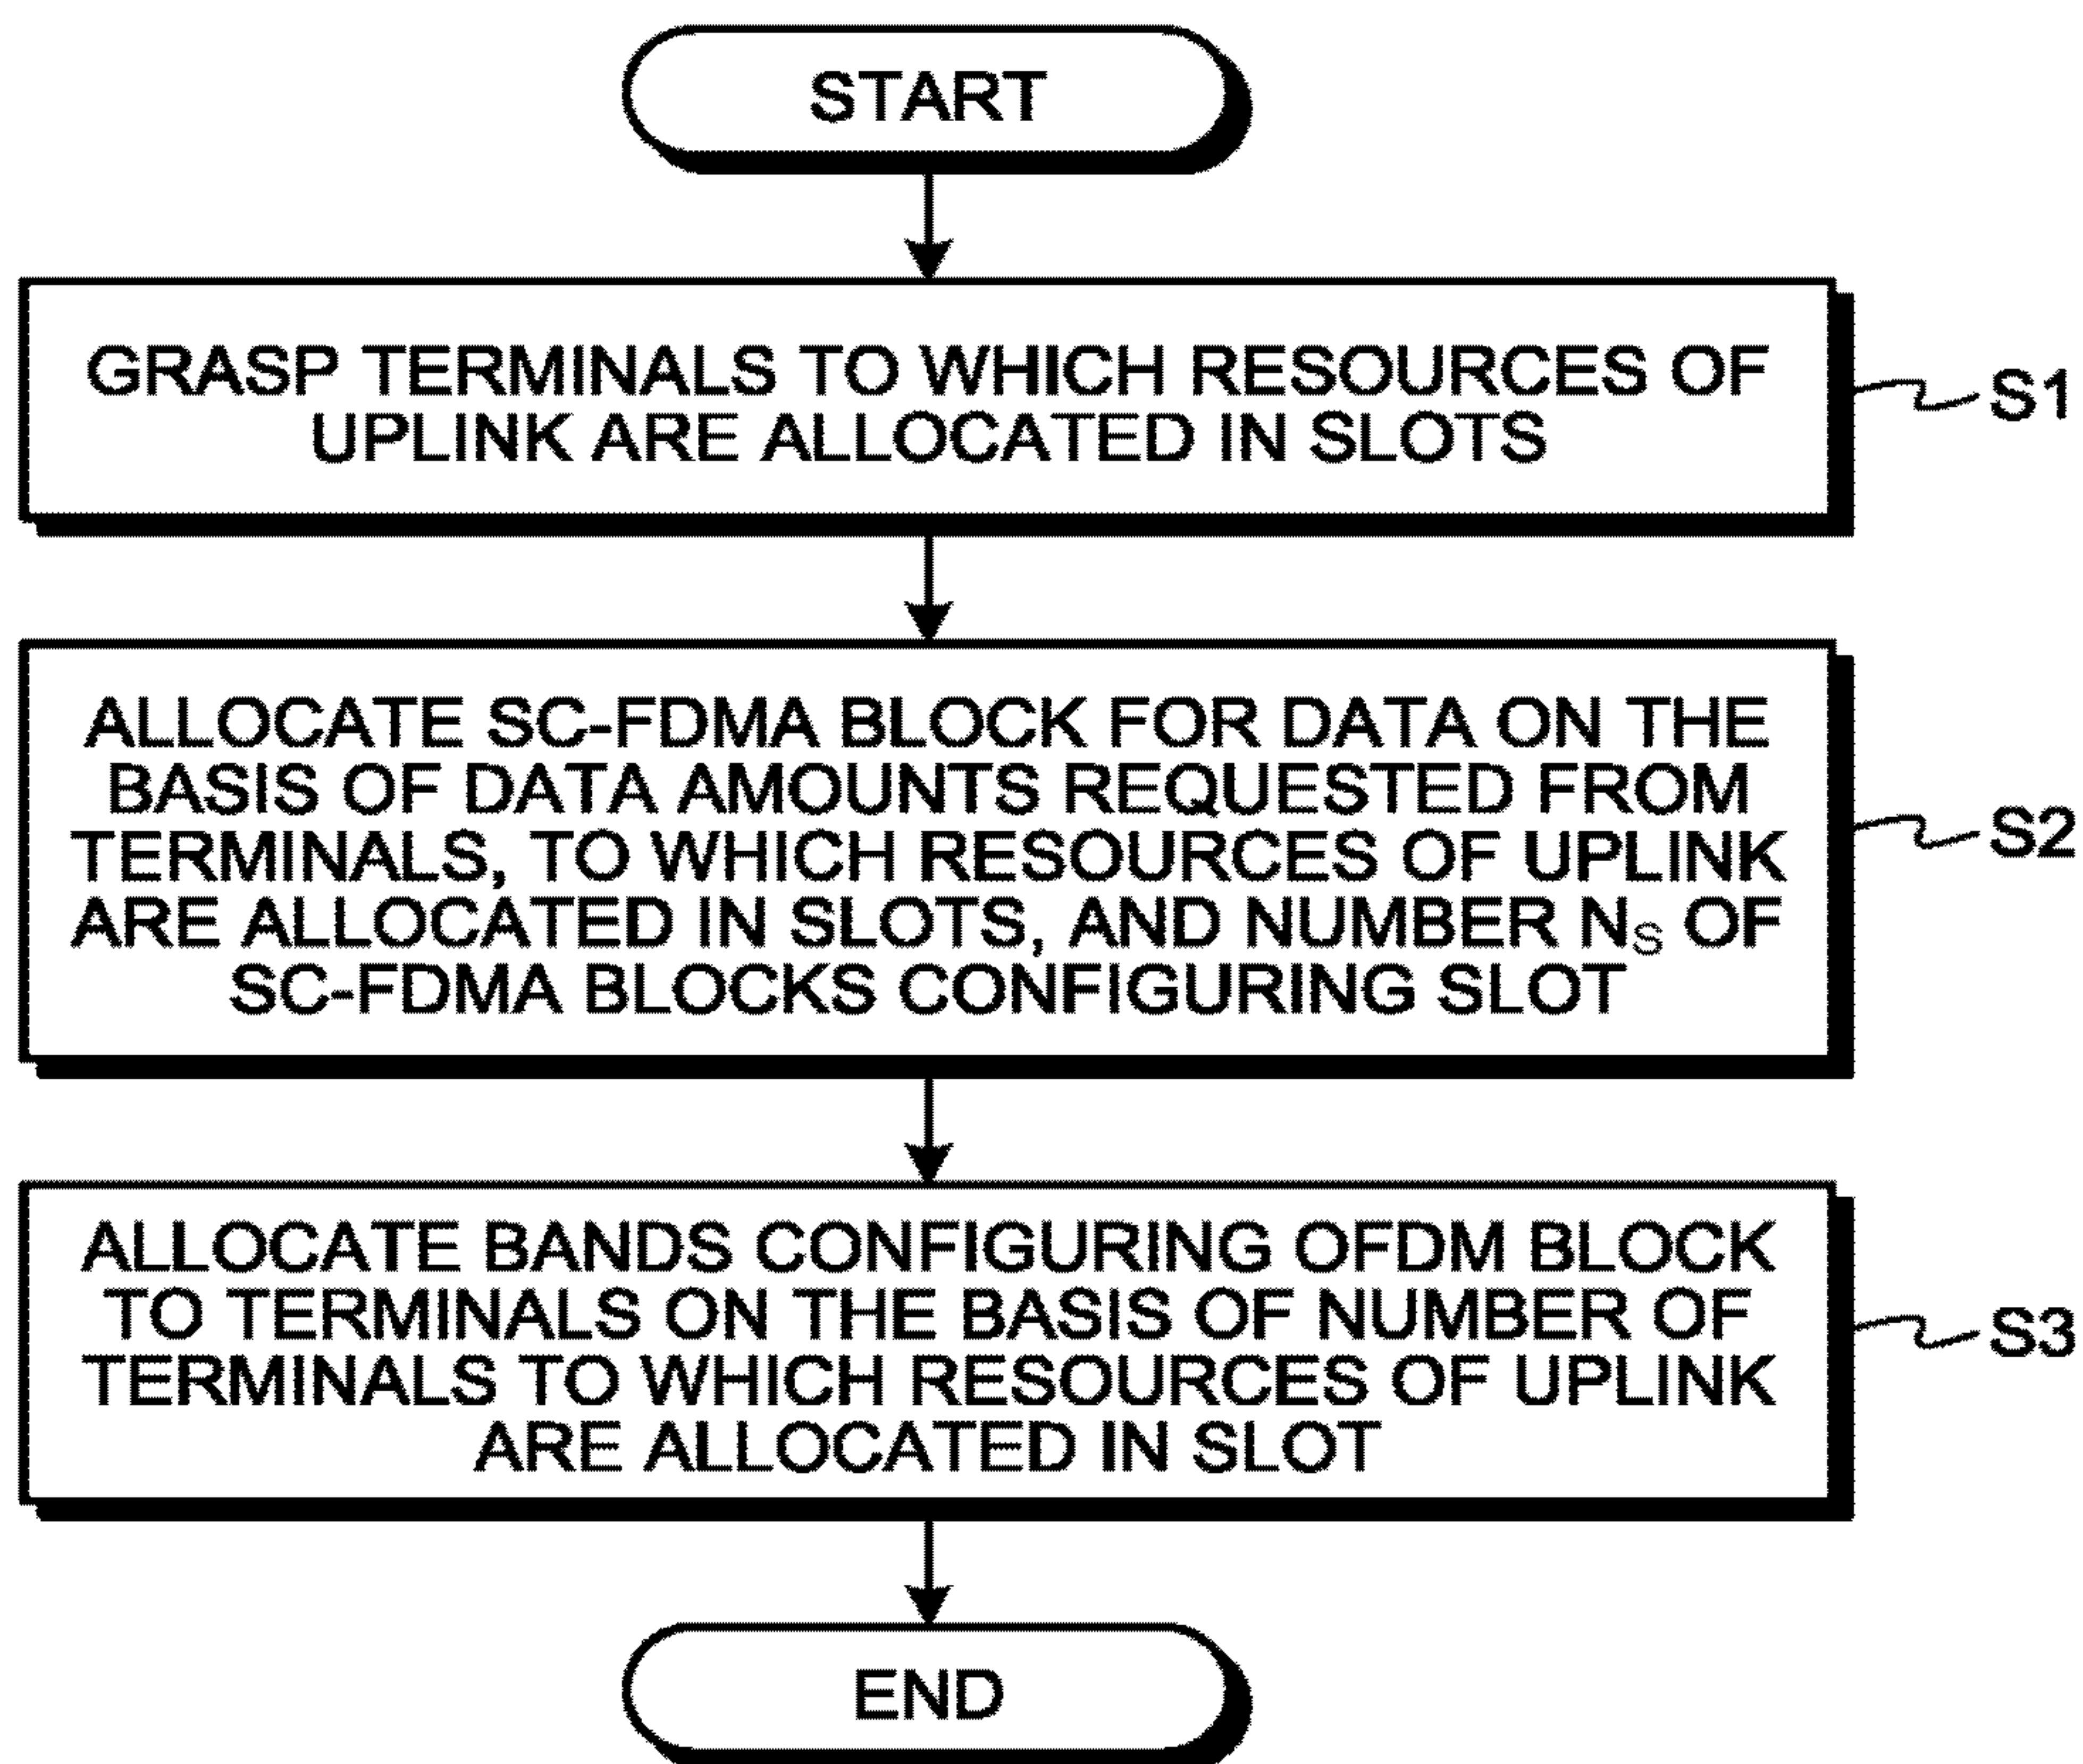 START
GRASP TERMINALS TO WHICH RESOURCES OF
UPLINK ARE ALLOCATED IN SLOTS
S1
ALLOCATE SC-FDMA BLOCK FOR DATA ON THE
BASIS OF DATA AMOUNTS REQUESTED FROM
TERMINALS, TO WHICH RESOURCES OF UPLINK
ARE ALLOCATED IN SLOTS, AND NUMBER NS OF
SC-FDMA BLOCKS CONFIGURING SLOT
S2
ALLOCATE BANDS CONFIGURING OFDM BLOCK
TO TERMINALS ON THE BASIS OF NUMBER OF
TERMINALS TO WHICH RESOURCES OF UPLINK
ARE ALLOCATED IN SLOT
S3
END